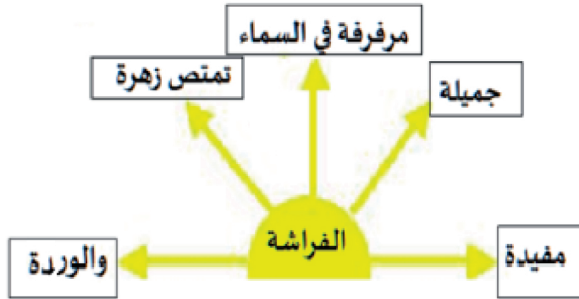 مرفرفة في السماء
جميلة
تمتص زهرة
الفراشة
مفيدة
والوردة